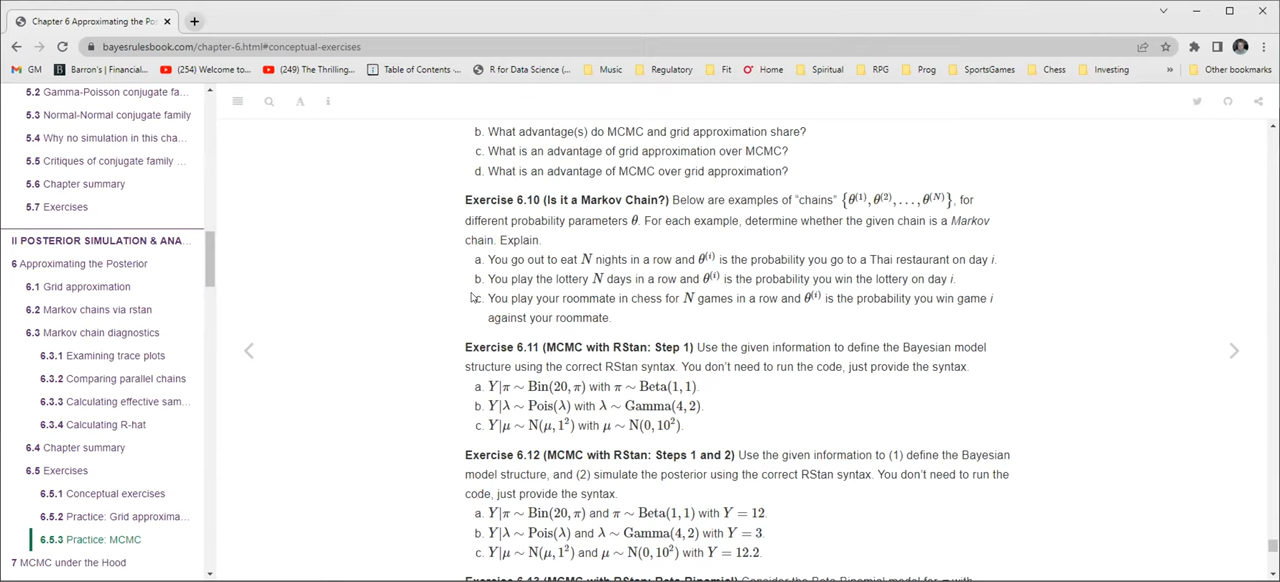 Chapter 6 Approximating the Pos
bayesrulesbook.com/chapter-6.html#conceptual-exercises
GM
Barron's | Financial...
(254) Welcome to...
(249) The Thrilling...
Table of Contents -...
R for Data Science (...
Music
Regulatory
Fit
Home
Spiritual
RPG
Prog
SportsGames
Chess
Investing
»
Other bookmarks
5.2 Gamma-Poisson conjugate fa...
5.3 Normal-Normal conjugate family
5.4 Why no simulation in this cha...
5.5 Critiques of conjugate family ...
5.6 Chapter summary
5.7 Exercises
II POSTERIOR SIMULATION & ANA...
6 Approximating the Posterior
6.1 Grid approximation
6.2 Markov chains via rstan
6.3 Markov chain diagnostics
6.3.1 Examining trace plots
6.3.2 Comparing parallel chains
6.3.3 Calculating effective sam...
6.3.4 Calculating R-hat
6.4 Chapter summary
6.5 Exercises
6.5.1 Conceptual exercises
6.5.2 Practice: Grid approxima...
6.5.3 Practice: MCMC
7 MCMC under the Hood
b. What advantage(s) do MCMC and grid approximation share?
c. What is an advantage of grid approximation over MCMC?
d. What is an advantage of MCMC over grid approximation?
Exercise 6.10 (Is it a Markov Chain?) Below are examples of "chains" {θ⁽¹⁾, θ⁽²⁾, . . . , θ⁽ᴺ⁾}, for
different probability parameters θ. For each example, determine whether the given chain is a Markov
chain. Explain.
a. You go out to eat N nights in a row and θ⁽ⁱ⁾ is the probability you go to a Thai restaurant on day i.
b. You play the lottery N days in a row and θ⁽ⁱ⁾ is the probability you win the lottery on day i.
c. You play your roommate in chess for N games in a row and θ⁽ⁱ⁾ is the probability you win game i
against your roommate.
Exercise 6.11 (MCMC with RStan: Step 1) Use the given information to define the Bayesian model
structure using the correct RStan syntax. You don't need to run the code, just provide the syntax.
a. Y|π ∼ Bin(20, π) with π ∼ Beta(1, 1).
b. Y|λ ∼ Pois(λ) with λ ∼ Gamma(4, 2).
c. Y|μ ∼ N(μ, 1²) with μ ∼ N(0, 10²).
Exercise 6.12 (MCMC with RStan: Steps 1 and 2) Use the given information to (1) define the Bayesian
model structure, and (2) simulate the posterior using the correct RStan syntax. You don't need to run the
code, just provide the syntax.
a. Y|π ∼ Bin(20, π) and π ∼ Beta(1, 1) with Y = 12.
b. Y|λ ∼ Pois(λ) and λ ∼ Gamma(4, 2) with Y = 3.
c. Y|μ ∼ N(μ, 1²) and μ ∼ N(0, 10²) with Y = 12.2.